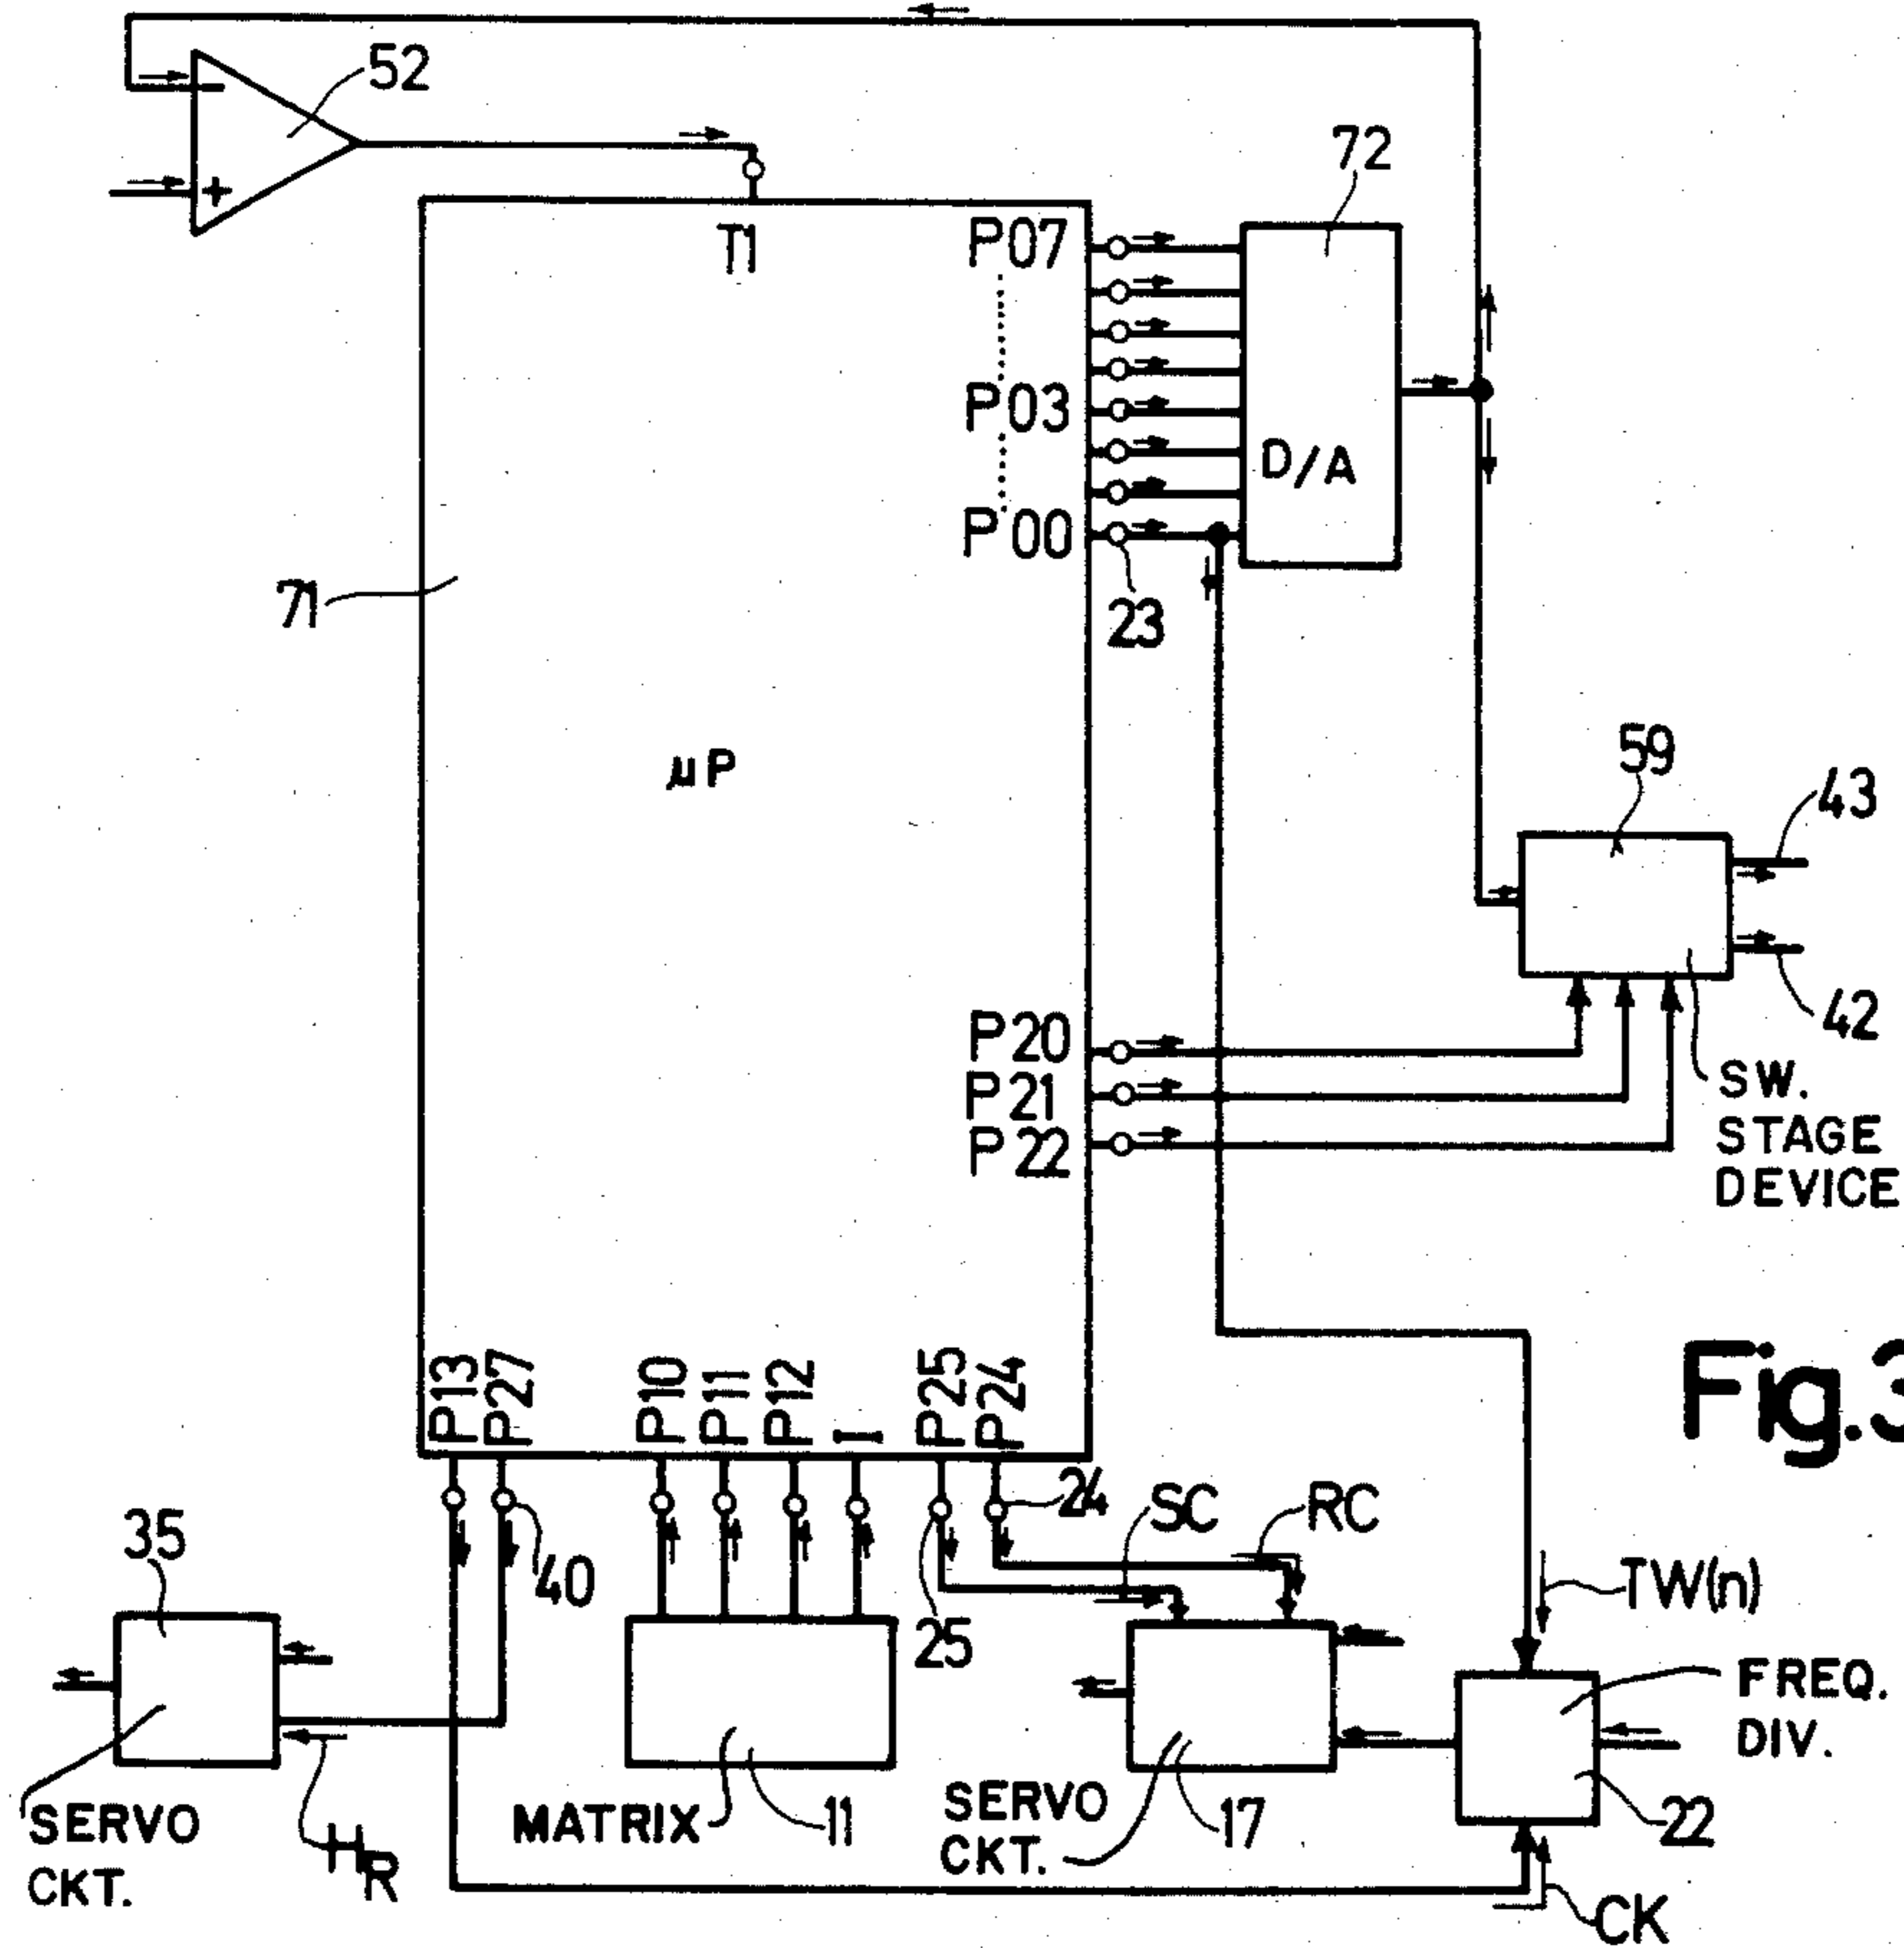 52
72
T1
P07
P03
D/A
P00
23
71
µP
59
43
42
P20
P21
P22
SW.
STAGE
DEVICE
Fig.3
P13
P27
P10
P11
P12
I
P25
P24
24
SC
RC
35
40
25
TW(n)
FREQ.
DIV.
SERVO
CKT.
HR
MATRIX
11
SERVO
CKT.
17
22
CK